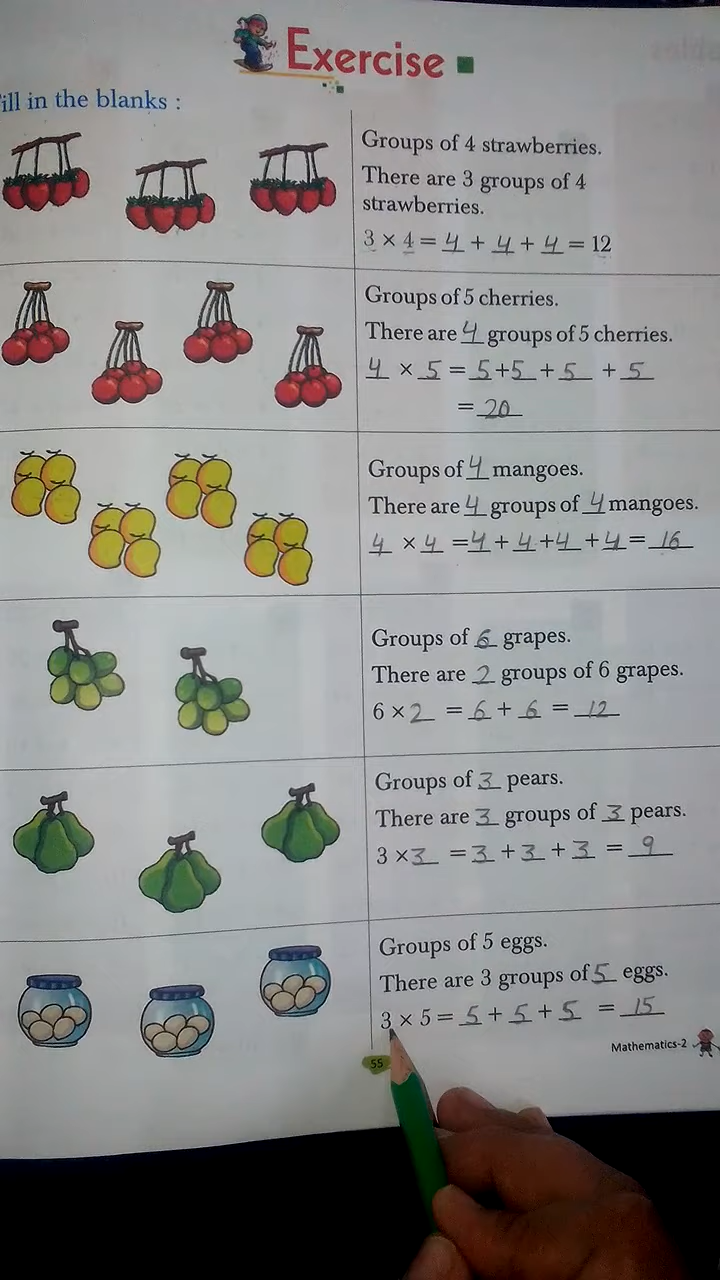 Exercise
ill in the blanks :
Groups of 4 strawberries.
There are 3 groups of 4
strawberries.
3 × 4 = 4 + 4 + 4 = 12
Groups of 5 cherries.
There are 4 groups of 5 cherries.
4 × 5 = 5+5 + 5 + 5
= 20
Groups of 4 mangoes.
There are 4 groups of 4 mangoes.
4 × 4 = 4 + 4 + 4 + 4 = 16
Groups of 6 grapes.
There are 2 groups of 6 grapes.
6 × 2 = 6 + 6 = 12
Groups of 3 pears.
There are 3 groups of 3 pears.
3 × 3 = 3 + 3 + 3 = 9
Groups of 5 eggs.
There are 3 groups of 5 eggs.
3 × 5 = 5 + 5 + 5 = 15
Mathematics-2
55